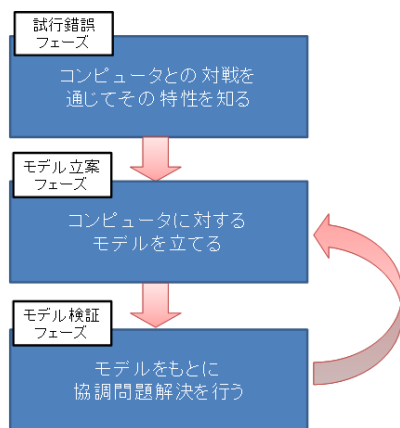 試行錯誤
フェーズ
コンピュータとの対戦を
通じてその特性を知る
モデル立案
フェーズ
コンピュータに対する
モデルを立てる
モデル検証
フェーズ
モデルをもとに
協調問題解決を行う